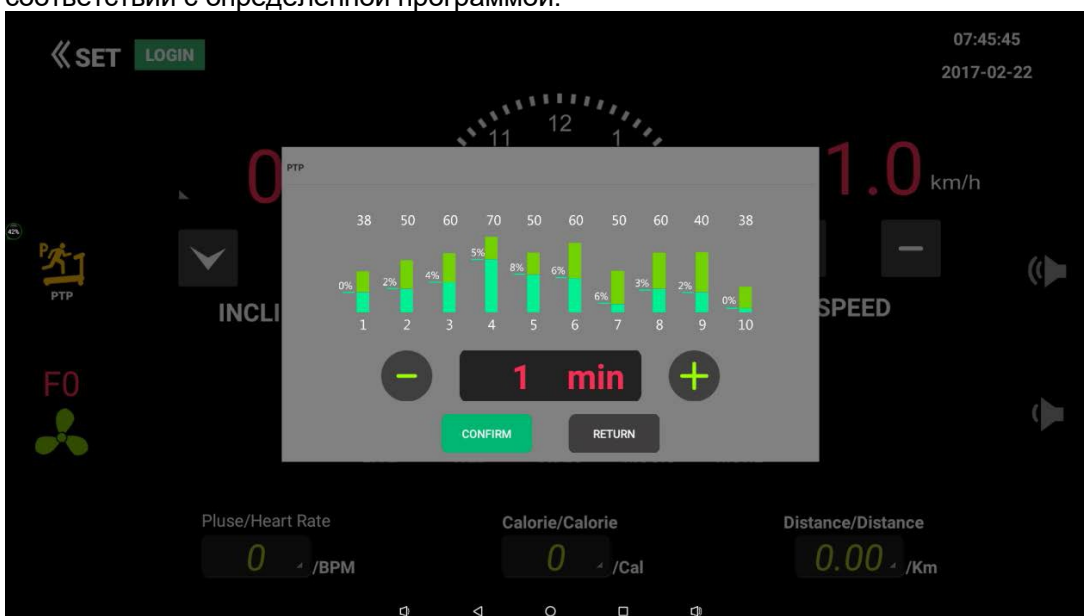 соответствии с определенной программой.
SET LOGIN
07:45:45
2017-02-22
11 12 1
0
1.0 km/h
PTP
38 50 60 70 50 60 50 60 40 38
0% 2% 4% 5% 8% 6% 6% 3% 2% 0%
1 2 3 4 5 6 7 8 9 10
42%
P
PTP
INCLI
SPEED
1 min
F0
CONFIRM RETURN
Pluse/Heart Rate Calorie/Calorie Distance/Distance
0 /BPM 0 /Cal 0.00 /Km